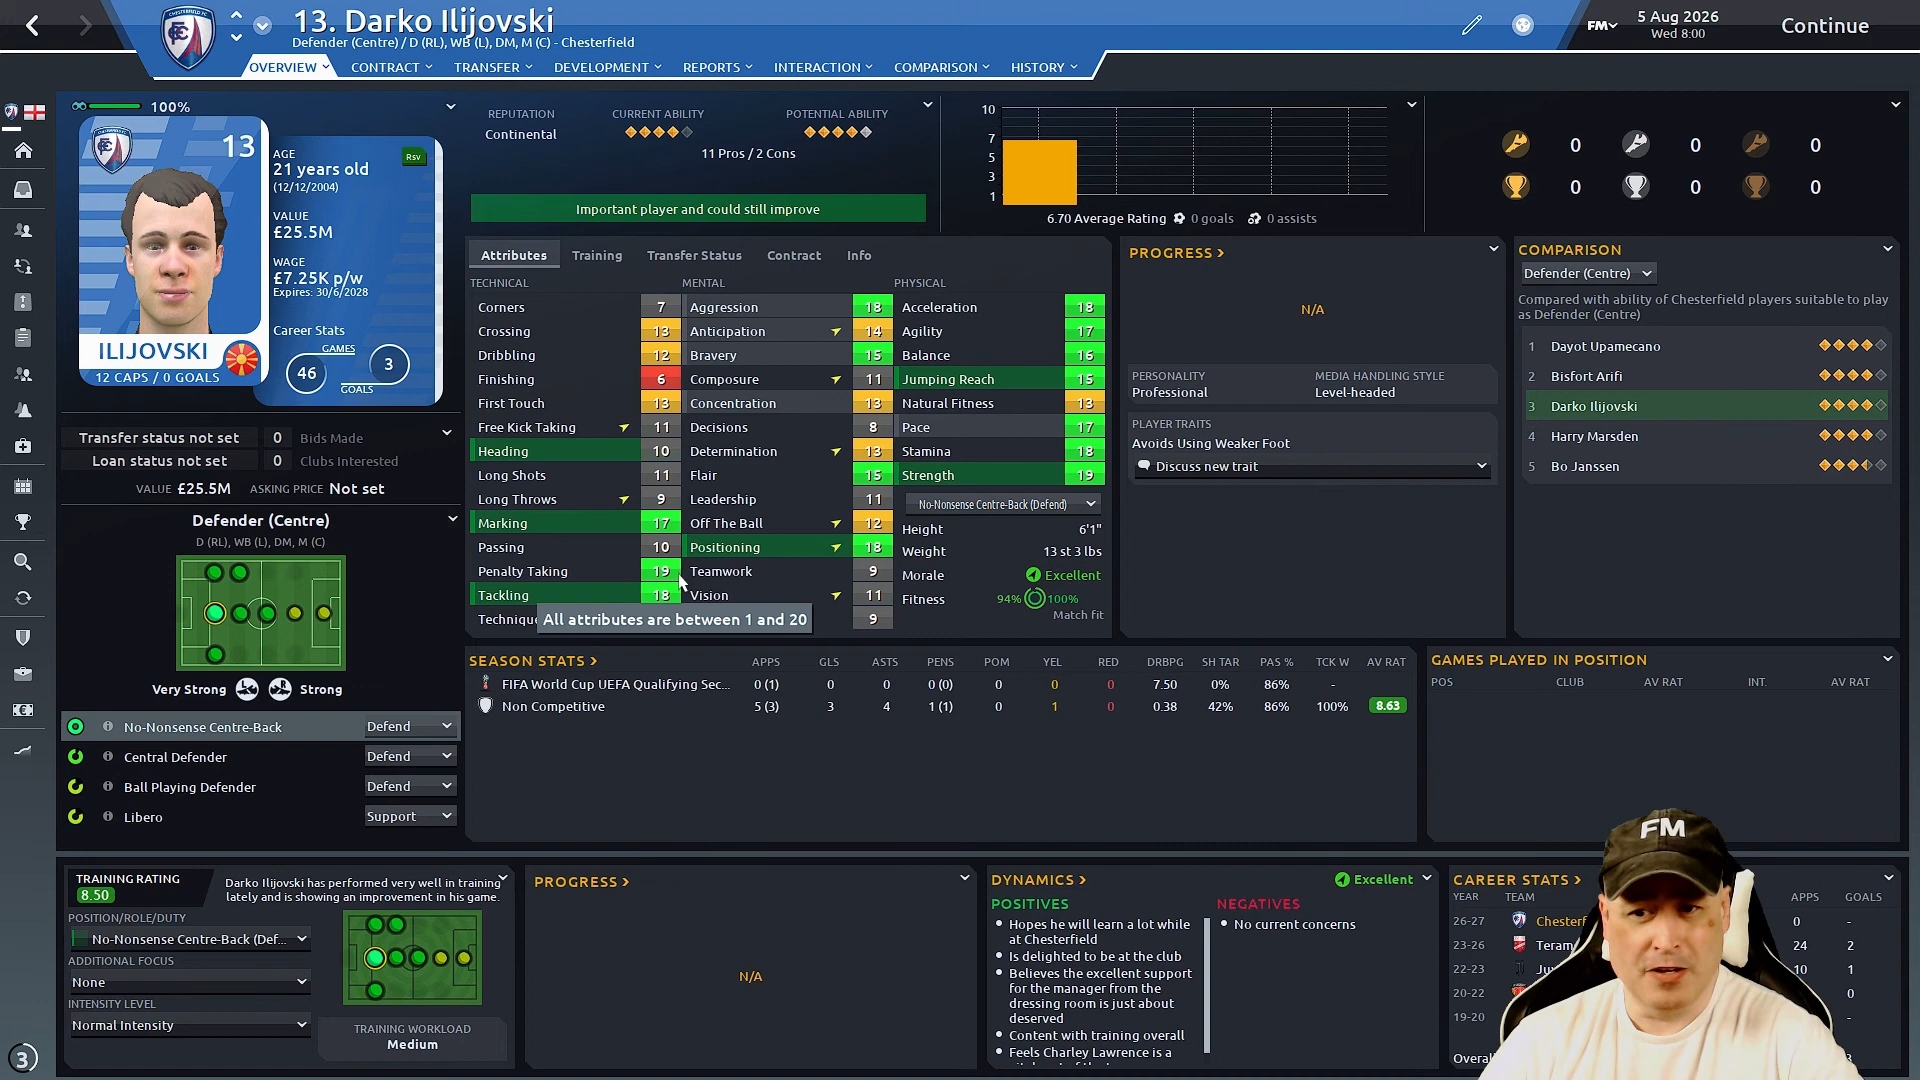 13. Darko Ilijovski
Defender (Centre) / D (RL), WB (L), DM, M (C) - Chesterfield
FM
5 Aug 2026
Wed 8:00
Continue
OVERVIEW CONTRACT TRANSFER DEVELOPMENT REPORTS INTERACTION COMPARISON HISTORY
100%
13
AGE
21 years old
(12/12/2004)
Rsv
VALUE
£25.5M
WAGE
£7.25K p/w
Expires: 30/6/2028
Career Stats
GAMES
46
3
GOALS
ILIJOVSKI
12 CAPS / 0 GOALS
Transfer status not set 0 Bids Made
Loan status not set 0 Clubs Interested
VALUE £25.5M ASKING PRICE Not set
Defender (Centre)
D (RL), WB (L), DM, M (C)
Very Strong Strong
No-Nonsense Centre-Back Defend
Central Defender Defend
Ball Playing Defender Defend
Libero Support
REPUTATION CURRENT ABILITY POTENTIAL ABILITY
Continental
11 Pros / 2 Cons
Important player and could still improve
10
7
5
3
1
6.70 Average Rating 0 goals 0 assists
0 0 0
0 0 0
Attributes Training Transfer Status Contract Info
TECHNICAL MENTAL PHYSICAL
Corners 7 Aggression 18 Acceleration 18
Crossing 13 Anticipation 14 Agility 17
Dribbling 12 Bravery 15 Balance 16
Finishing 6 Composure 11 Jumping Reach 15
First Touch 13 Concentration 13 Natural Fitness 13
Free Kick Taking 11 Decisions 8 Pace 17
Heading 10 Determination 13 Stamina 18
Long Shots 11 Flair 15 Strength 19
Long Throws 9 Leadership 11 No-Nonsense Centre-Back (Defend)
Marking 17 Off The Ball 12 Height 6'1"
Passing 10 Positioning 18 Weight 13 st 3 lbs
Penalty Taking 19 Teamwork 9 Morale Excellent
Tackling 18 Vision 11 Fitness 94% 100%
Match fit
Technique 9
All attributes are between 1 and 20
PROGRESS >
N/A
PERSONALITY MEDIA HANDLING STYLE
Professional Level-headed
PLAYER TRAITS
Avoids Using Weaker Foot
Discuss new trait
COMPARISON
Defender (Centre)
Compared with ability of Chesterfield players suitable to play
as Defender (Centre)
1 Dayot Upamecano
2 Bisfort Arifi
3 Darko Ilijovski
4 Harry Marsden
5 Bo Janssen
SEASON STATS > APPS GLS ASTS PENS POM YEL RED DRBPG SH TAR PAS % TCK W AV RAT
FIFA World Cup UEFA Qualifying Sec... 0 (1) 0 0 0 (0) 0 0 0 7.50 0% 86% -
Non Competitive 5 (3) 3 4 1 (1) 0 1 0 0.38 42% 86% 100% 8.63
GAMES PLAYED IN POSITION
POS CLUB AV RAT INT. AV RAT
TRAINING RATING
8.50
Darko Ilijovski has performed very well in training
lately and is showing an improvement in his game.
POSITION/ROLE/DUTY
No-Nonsense Centre-Back (Def...
ADDITIONAL FOCUS
None
INTENSITY LEVEL
Normal Intensity
TRAINING WORKLOAD
Medium
PROGRESS >
N/A
DYNAMICS > Excellent
POSITIVES NEGATIVES
Hopes he will learn a lot while
at Chesterfield
Is delighted to be at the club
Believes the excellent support
for the manager from the
dressing room is just about
deserved
Content with training overall
Feels Charley Lawrence is a
No current concerns
CAREER STATS >
YEAR TEAM APPS GOALS
26-27 Chesterf 0 -
23-26 Teram 24 2
22-23 10 1
20-22 0
19-20 -
Overal
3
FM